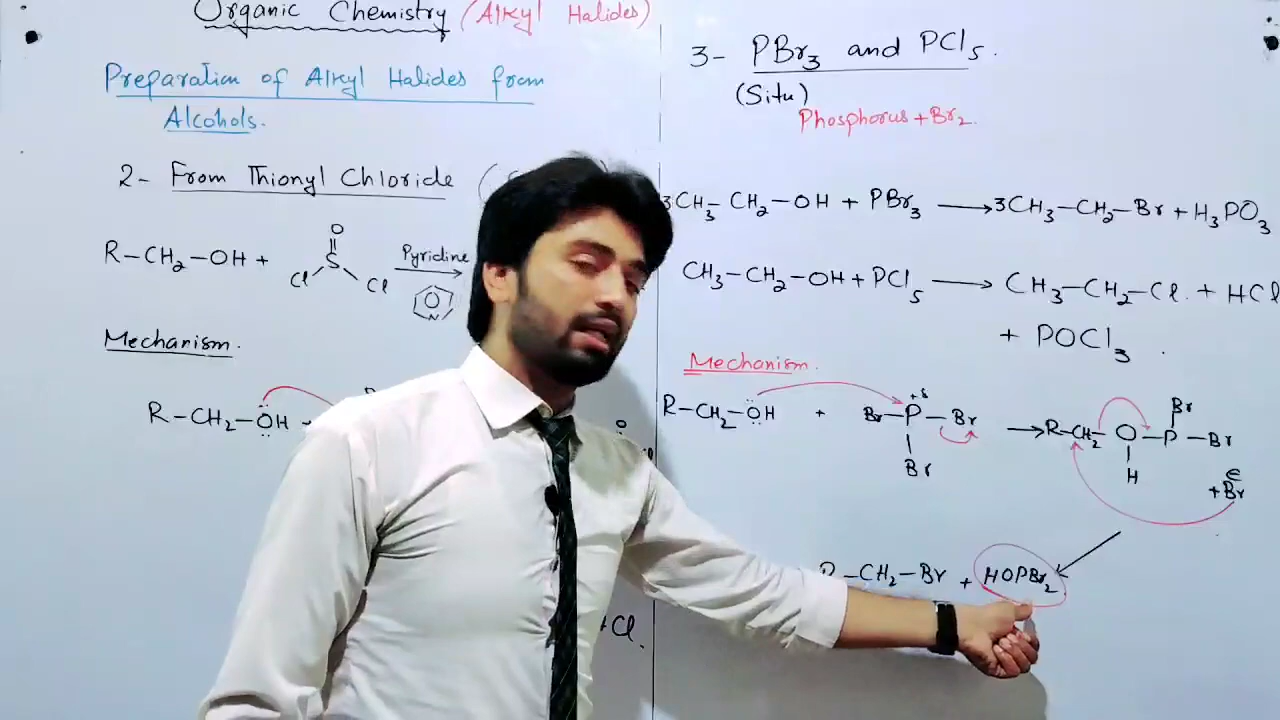 Organic Chemistry (Alkyl Halides)
Preparation of Alkyl Halides from
Alcohols.
2- From Thionyl Chloride (
R-CH₂-OH +
O
S
Cl
Cl
Pyridine
N
Mechanism.
R-CH₂-ÖH
+Cl.
3- PBr₃ and PCl₅.
(Situ)
Phosphorus + Br₂.
3CH₃-CH₂-OH + PBr₃ ⟶ 3CH₃-CH₂-Br + H₃PO₃
CH₃-CH₂-OH + PCl₅ ⟶ CH₃-CH₂-Cl. + HCl
+ POCl₃.
Mechanism.
R-CH₂-ÖH + Br-P-Br ⟶ R-CH₂-O-P-Br
+δ
Br
Br
H
+Br⊖
R-CH₂-Br + HOPBr₂